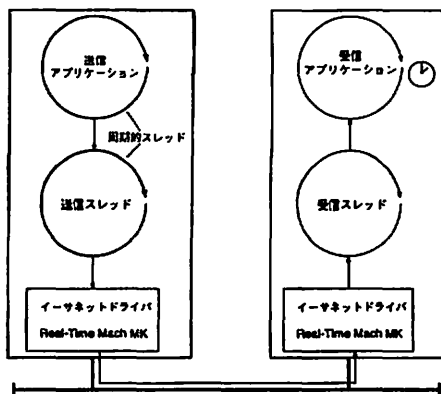 送信
アプリケーション
周期的スレッド
送信スレッド
イーサネットドライバ
Real-Time Mach MK
受信
アプリケーション
受信スレッド
イーサネットドライバ
Real-Time Mach MK